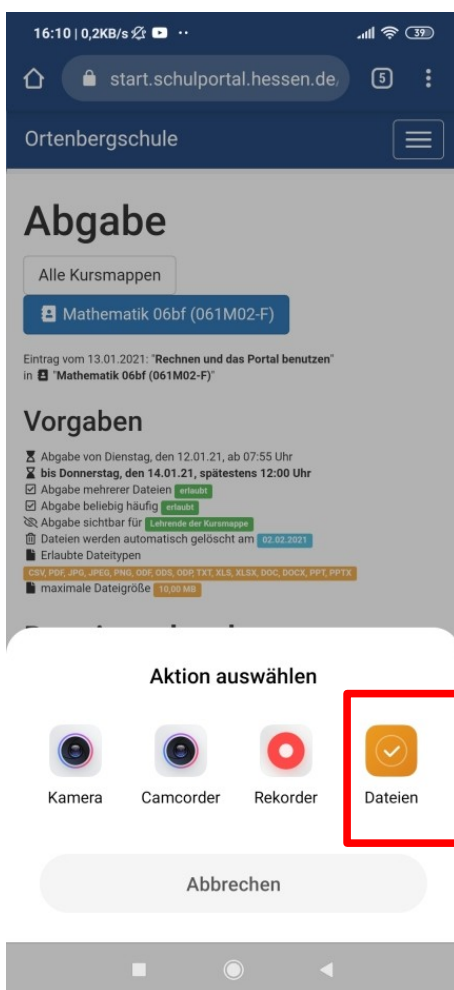 16:10 | 0,2KB/s
39
start.schulportal.hessen.de/
5
Ortenbergschule
Abgabe
Alle Kursmappen
Mathematik 06bf (061M02-F)
Eintrag vom 13.01.2021: "Rechnen und das Portal benutzen"
in "Mathematik 06bf (061M02-F)"
Vorgaben
Abgabe von Dienstag, den 12.01.21, ab 07:55 Uhr
bis Donnerstag, den 14.01.21, spätestens 12:00 Uhr
Abgabe mehrerer Dateien erlaubt
Abgabe beliebig häufig erlaubt
Abgabe sichtbar für Lehrende der Kursmappe
Dateien werden automatisch gelöscht am 02.02.2021
Erlaubte Dateitypen
CSV, PDF, JPG, JPEG, PNG, ODF, ODS, ODP, TXT, XLS, XLSX, DOC, DOCX, PPT, PPTX
maximale Dateigröße 10,00 MB
Aktion auswählen
Kamera Camcorder Rekorder Dateien
Abbrechen